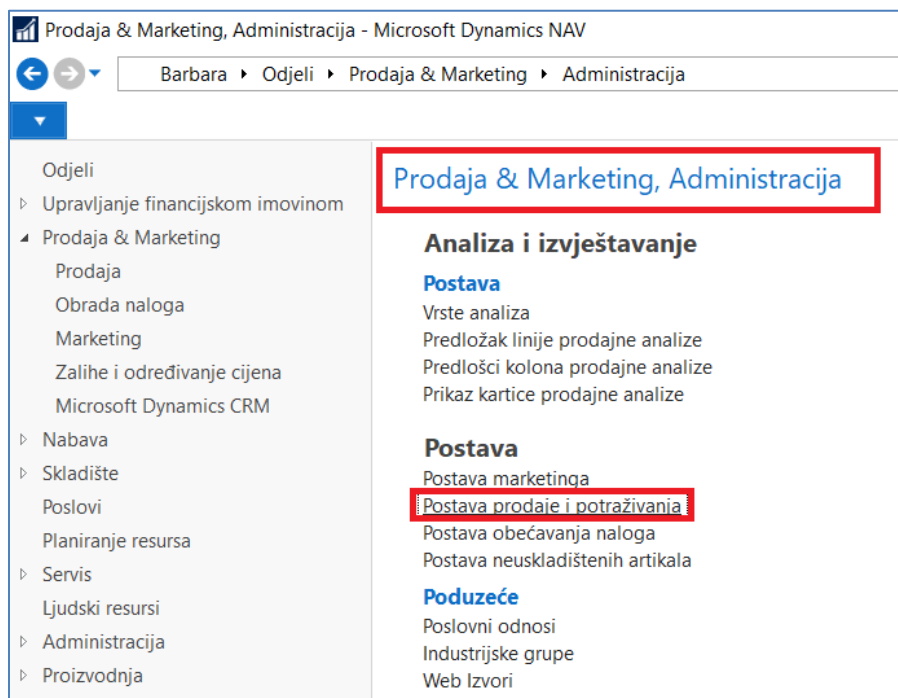 Prodaja & Marketing, Administracija - Microsoft Dynamics NAV
Barbara ▸ Odjeli ▸ Prodaja & Marketing ▸ Administracija
Odjeli
Upravljanje financijskom imovinom
Prodaja & Marketing
Prodaja
Obrada naloga
Marketing
Zalihe i određivanje cijena
Microsoft Dynamics CRM
Nabava
Skladište
Poslovi
Planiranje resursa
Servis
Ljudski resursi
Administracija
Proizvodnja
Prodaja & Marketing, Administracija
Analiza i izvještavanje
Postava
Vrste analiza
Predložak linije prodajne analize
Predlošci kolona prodajne analize
Prikaz kartice prodajne analize
Postava
Postava marketinga
Postava prodaje i potraživanja
Postava obećavanja naloga
Postava neuskladištenih artikala
Poduzeće
Poslovni odnosi
Industrijske grupe
Web Izvori